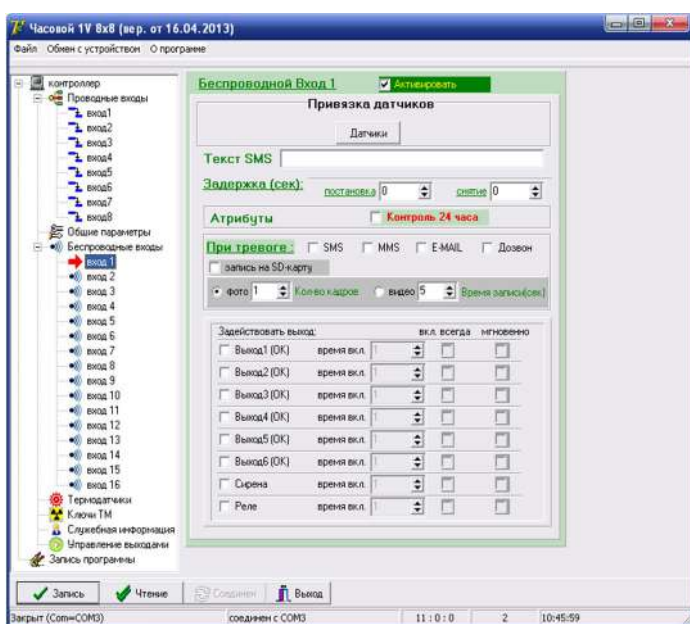 Часовой 1V 8x8 (вер. от 16.04.2013)
Файл Обмен с устройством О программе
контроллер
Проводные входы
вход1
вход2
вход3
вход4
вход5
вход6
вход7
вход8
Общие параметры
Беспроводные входы
вход 1
вход 2
вход 3
вход 4
вход 5
вход 6
вход 7
вход 8
вход 9
вход 10
вход 11
вход 12
вход 13
вход 14
вход 15
вход 16
Термодатчики
Ключи ТМ
Служебная информация
Управление выходами
Запись программы
Беспроводной Вход 1 Активировать
Привязка датчиков
Датчики
Текст SMS
Задержка (сек): постановка 0 снятие 0
Атрибуты Контроль 24 часа
При тревоге : SMS MMS E-MAIL Дозвон
запись на SD-карту
фото 1 Кол-во кадров видео 5 Время записи(сек)
Задействовать выход: вкл. всегда мгновенно
Выход1 (ОК) время вкл. 1
Выход2 (ОК) время вкл. 1
Выход3 (ОК) время вкл. 1
Выход4 (ОК) время вкл. 1
Выход5 (ОК) время вкл. 1
Выход6 (ОК) время вкл. 1
Сирена время вкл. 1
Реле время вкл. 1
Запись Чтение Соединен Выход
Закрыт (Com=COM3) соединен с COM3 11 : 0 : 0 2 10:45:59